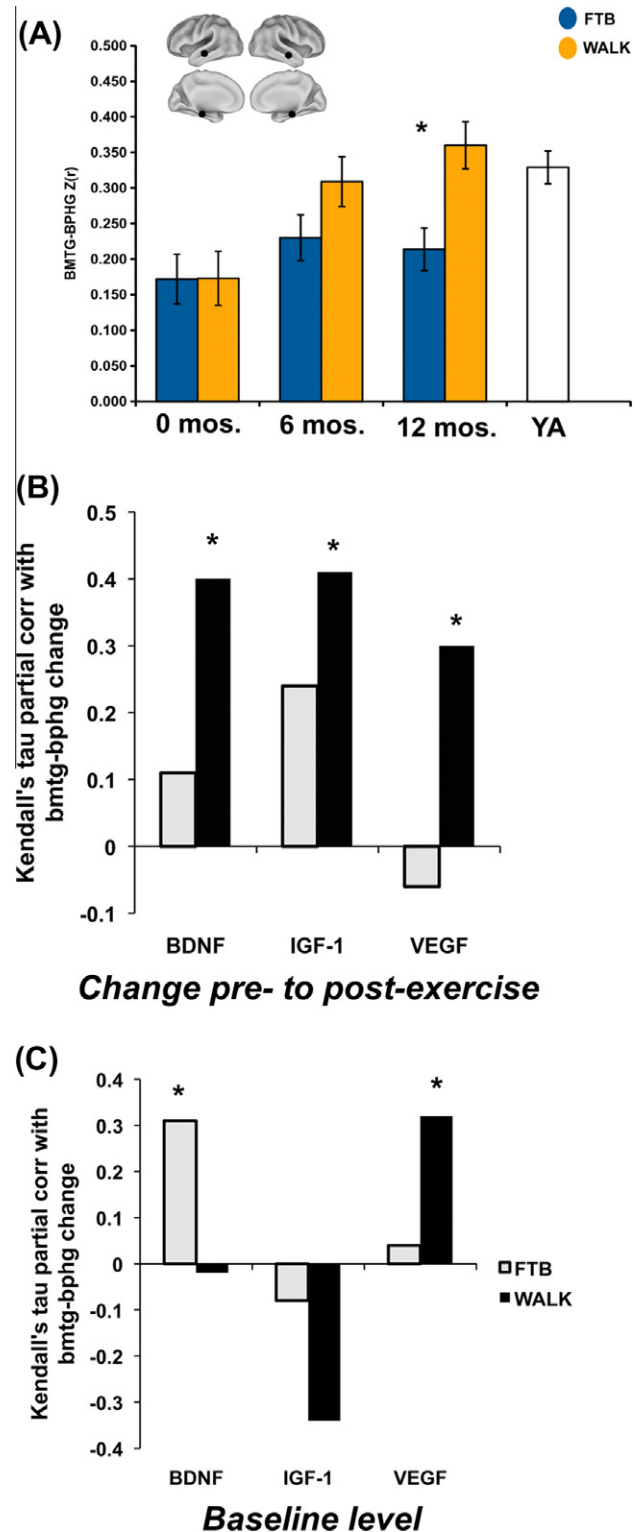 (A)
FTB
WALK
BMTG-BPHG Z(r)
0.500
0.450
0.400
0.350
0.300
0.250
0.200
0.150
0.100
0.050
0.000
*
0 mos.
6 mos.
12 mos.
YA
(B)
Kendall's tau partial corr with
bmtg-bphg change
0.5
0.4
0.3
0.2
0.1
0
-0.1
*
*
*
BDNF
IGF-1
VEGF
Change pre- to post-exercise
(C)
Kendall's tau partial corr with
bmtg-bphg change
0.4
0.3
0.2
0.1
0
-0.1
-0.2
-0.3
-0.4
*
*
FTB
WALK
BDNF
IGF-1
VEGF
Baseline level